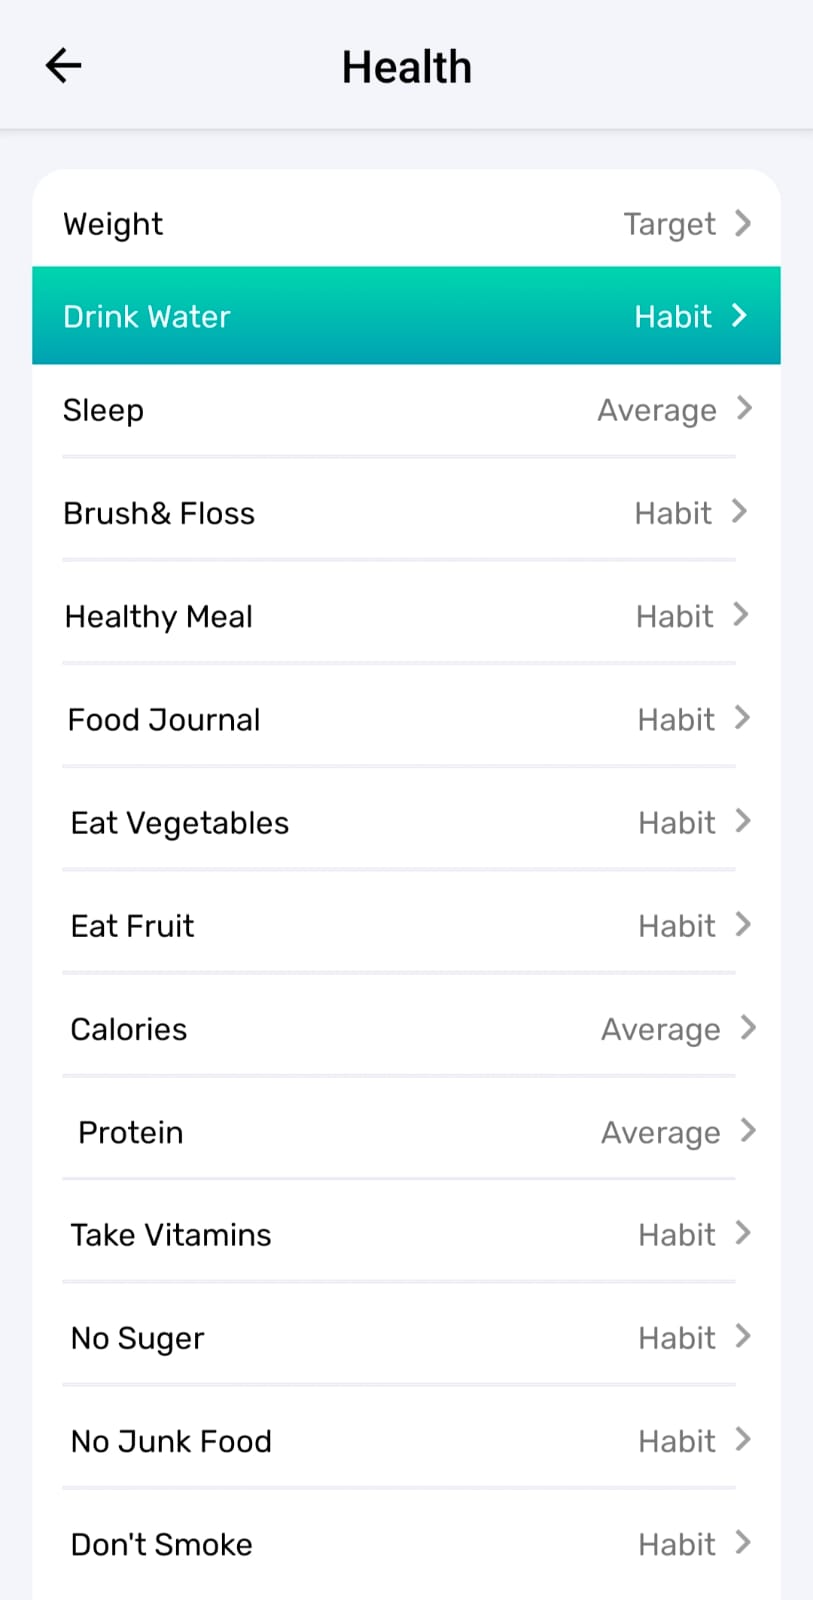 Health
Weight Target
Drink Water Habit
Sleep Average
Brush& Floss Habit
Healthy Meal Habit
Food Journal Habit
Eat Vegetables Habit
Eat Fruit Habit
Calories Average
Protein Average
Take Vitamins Habit
No Suger Habit
No Junk Food Habit
Don't Smoke Habit